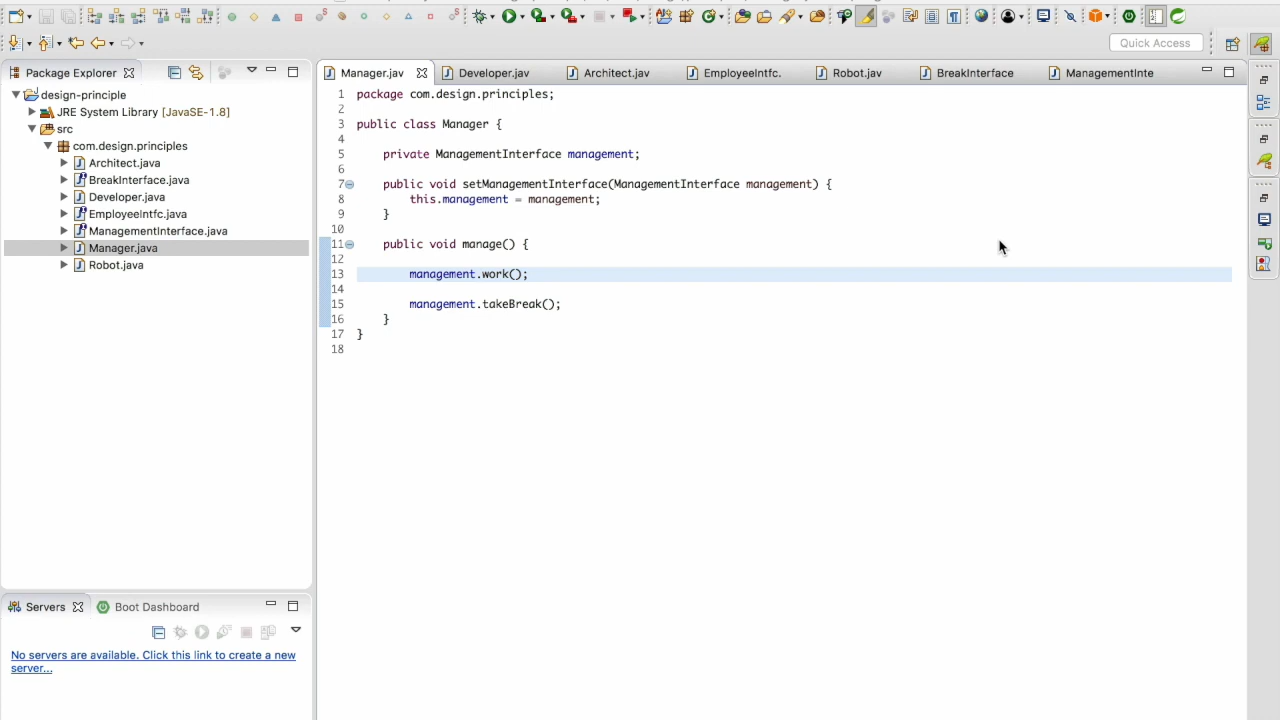 Quick Access
Package Explorer
design-principle
JRE System Library [JavaSE-1.8]
src
com.design.principles
Architect.java
BreakInterface.java
Developer.java
EmployeeIntfc.java
ManagementInterface.java
Manager.java
Robot.java
Manager.jav
Developer.jav
Architect.jav
EmployeeIntfc.
Robot.jav
BreakInterface
ManagementInte
1 package com.design.principles;
2
3 public class Manager {
4
5 private ManagementInterface management;
6
7 public void setManagementInterface(ManagementInterface management) {
8 this.management = management;
9 }
10
11 public void manage() {
12
13 management.work();
14
15 management.takeBreak();
16 }
17 }
18
Servers
Boot Dashboard
No servers are available. Click this link to create a new
server...